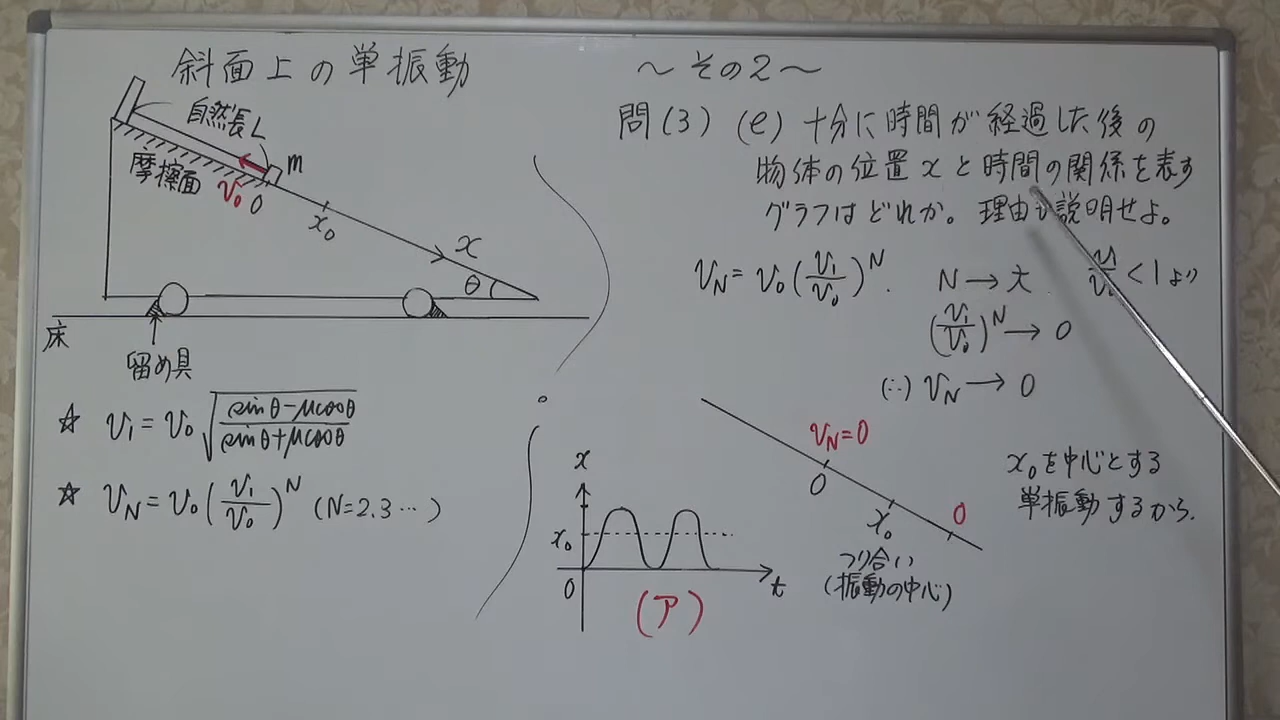 斜面上の単振動
〜その2〜
自然長L
m
摩擦面
v₀
0
x₀
x
θ
床
留め具
☆ v₁ = v₀ √((sinθ-μcosθ)/(sinθ+μcosθ))
☆ v_N = v₀ (v₁/v₀)^N (N=2.3…)
問(3) (e) 十分に時間が経過した後の
物体の位置xと時間の関係を表す
グラフはどれか。理由も説明せよ。
v_N = v₀ (v₁/v₀)^N. N→大 v₁/v₀ < 1 より
(v₁/v₀)^N → 0
(∴) v_N → 0
v_N=0
0
x₀
0
つり合い
(振動の中心)
x₀を中心とする
単振動するから.
x
x₀
0
t
(ア)